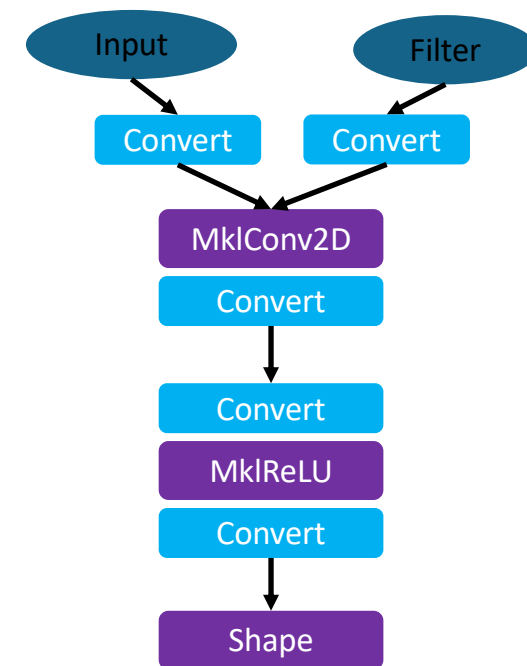 Input
Filter
Convert
Convert
MklConv2D
Convert
Convert
MklReLU
Convert
Shape